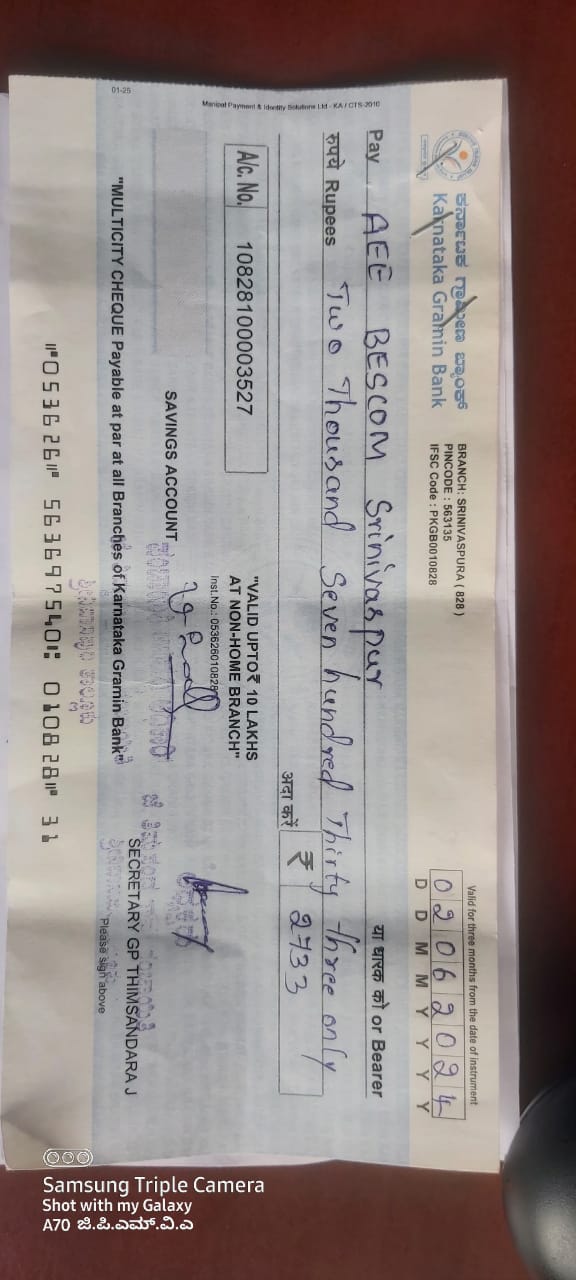 ಕರ್ನಾಟಕ ಗ್ರಾಮೀಣ ಬ್ಯಾಂಕ್
Karnataka Gramin Bank
BRANCH: SRINIVASPURA ( 828 )
PINCODE : 563135
IFSC Code : PKGB0010828
Valid for three months from the date of instrument
0 2 0 6 2 0 2 4
D D M M Y Y Y Y
Pay AEE BESCOM Srinivaspur या धारक को or Bearer
रुपये Rupees Two Thousand Seven hundred Thirty three only
अदा करें ₹ 2733
A/c. No. 10828100003527
"VALID UPTO ₹ 10 LAKHS
AT NON-HOME BRANCH"
Inst.No.: 053626010828
SAVINGS ACCOUNT
SECRETARY GP THIMSANDARA J
Please sign above
"MULTICITY CHEQUE Payable at par at all Branches of Karnataka Gramin Bank"
⑈053626⑈ 563697540⑆ 010828⑈ 31
Manipal Payment & Identity Solutions Ltd - KA / CTS-2010
01-25
Samsung Triple Camera
Shot with my Galaxy
A70 ಜಿ.ಪಿ.ಎಮ್.ವಿ.ಎ